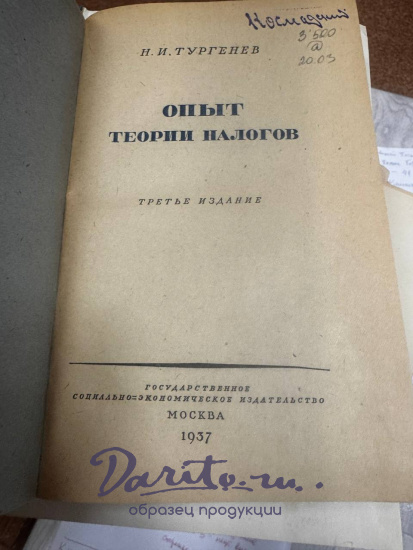 Космодский
3'500
@
20.03
Н. И. ТУРГЕНЕВ
ОПЫТ
ТЕОРИИ НАЛОГОВ
ТРЕТЬЕ ИЗДАНИЕ
ГОСУДАРСТВЕННОЕ
СОЦИАЛЬНО=ЭКОНОМИЧЕСКОЕ ИЗДАТЕЛЬСТВО
МОСКВА
1937
Darito.ru.
образец продукции